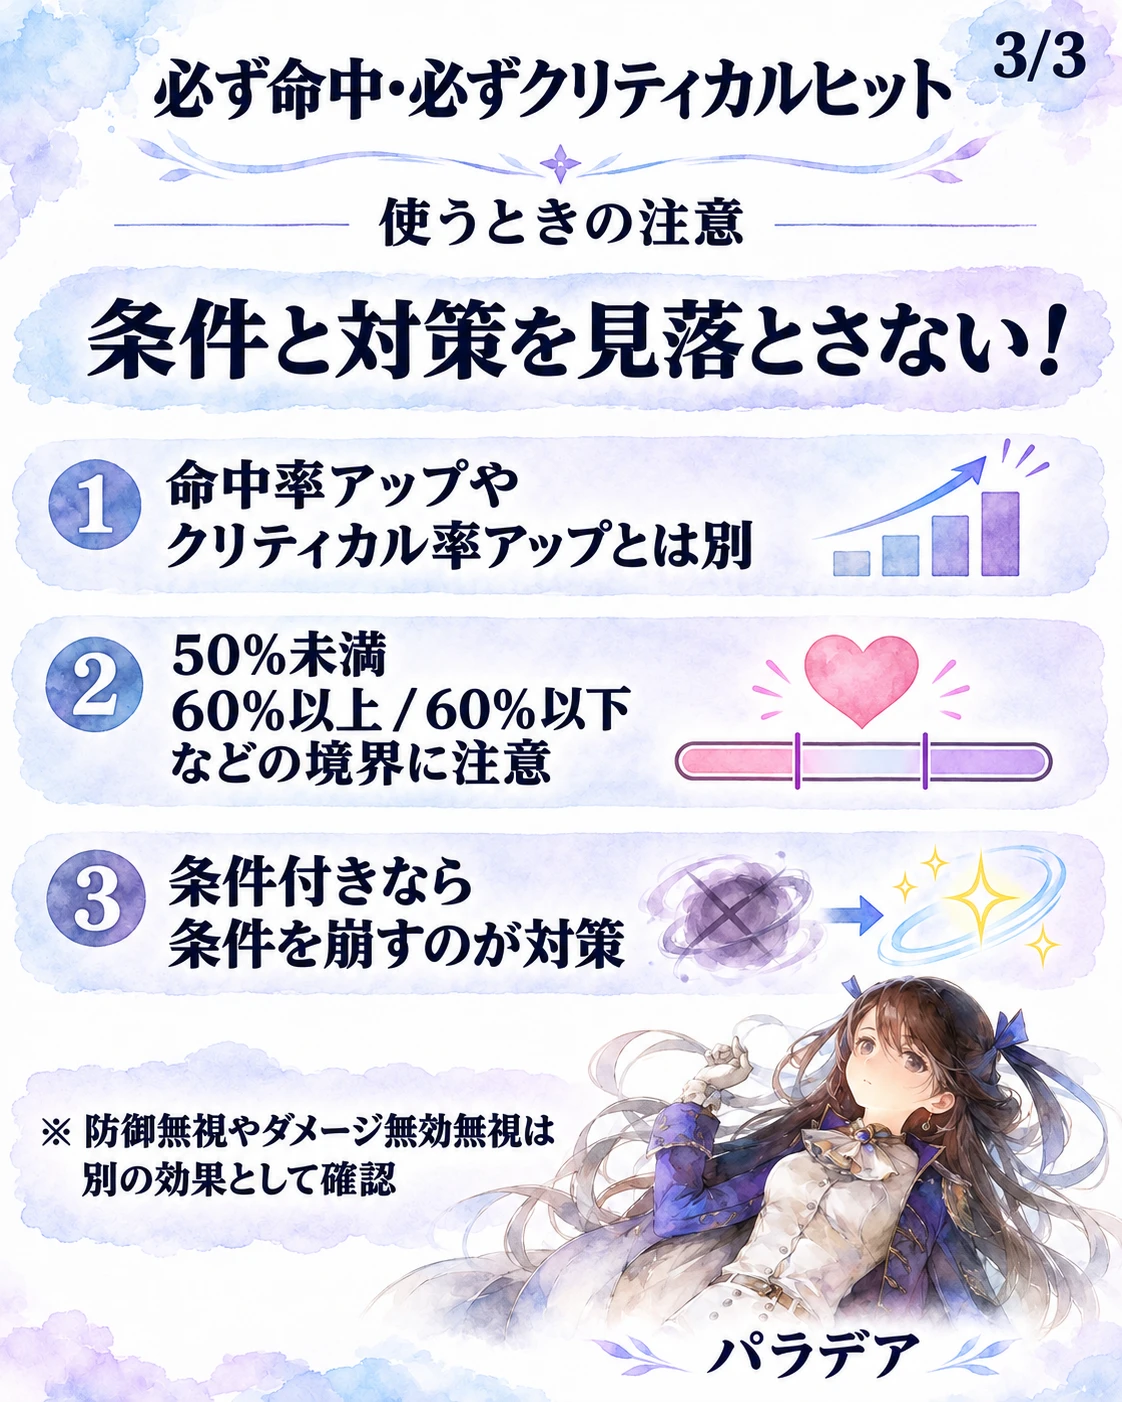 3/3
必ず命中・必ずクリティカルヒット
使うときの注意
条件と対策を見落とさない!
1
命中率アップや
クリティカル率アップとは別
2
50%未満
60%以上/60%以下
などの境界に注意
3
条件付きなら
条件を崩すのが対策
※ 防御無視やダメージ無効無視は
別の効果として確認
パラデア